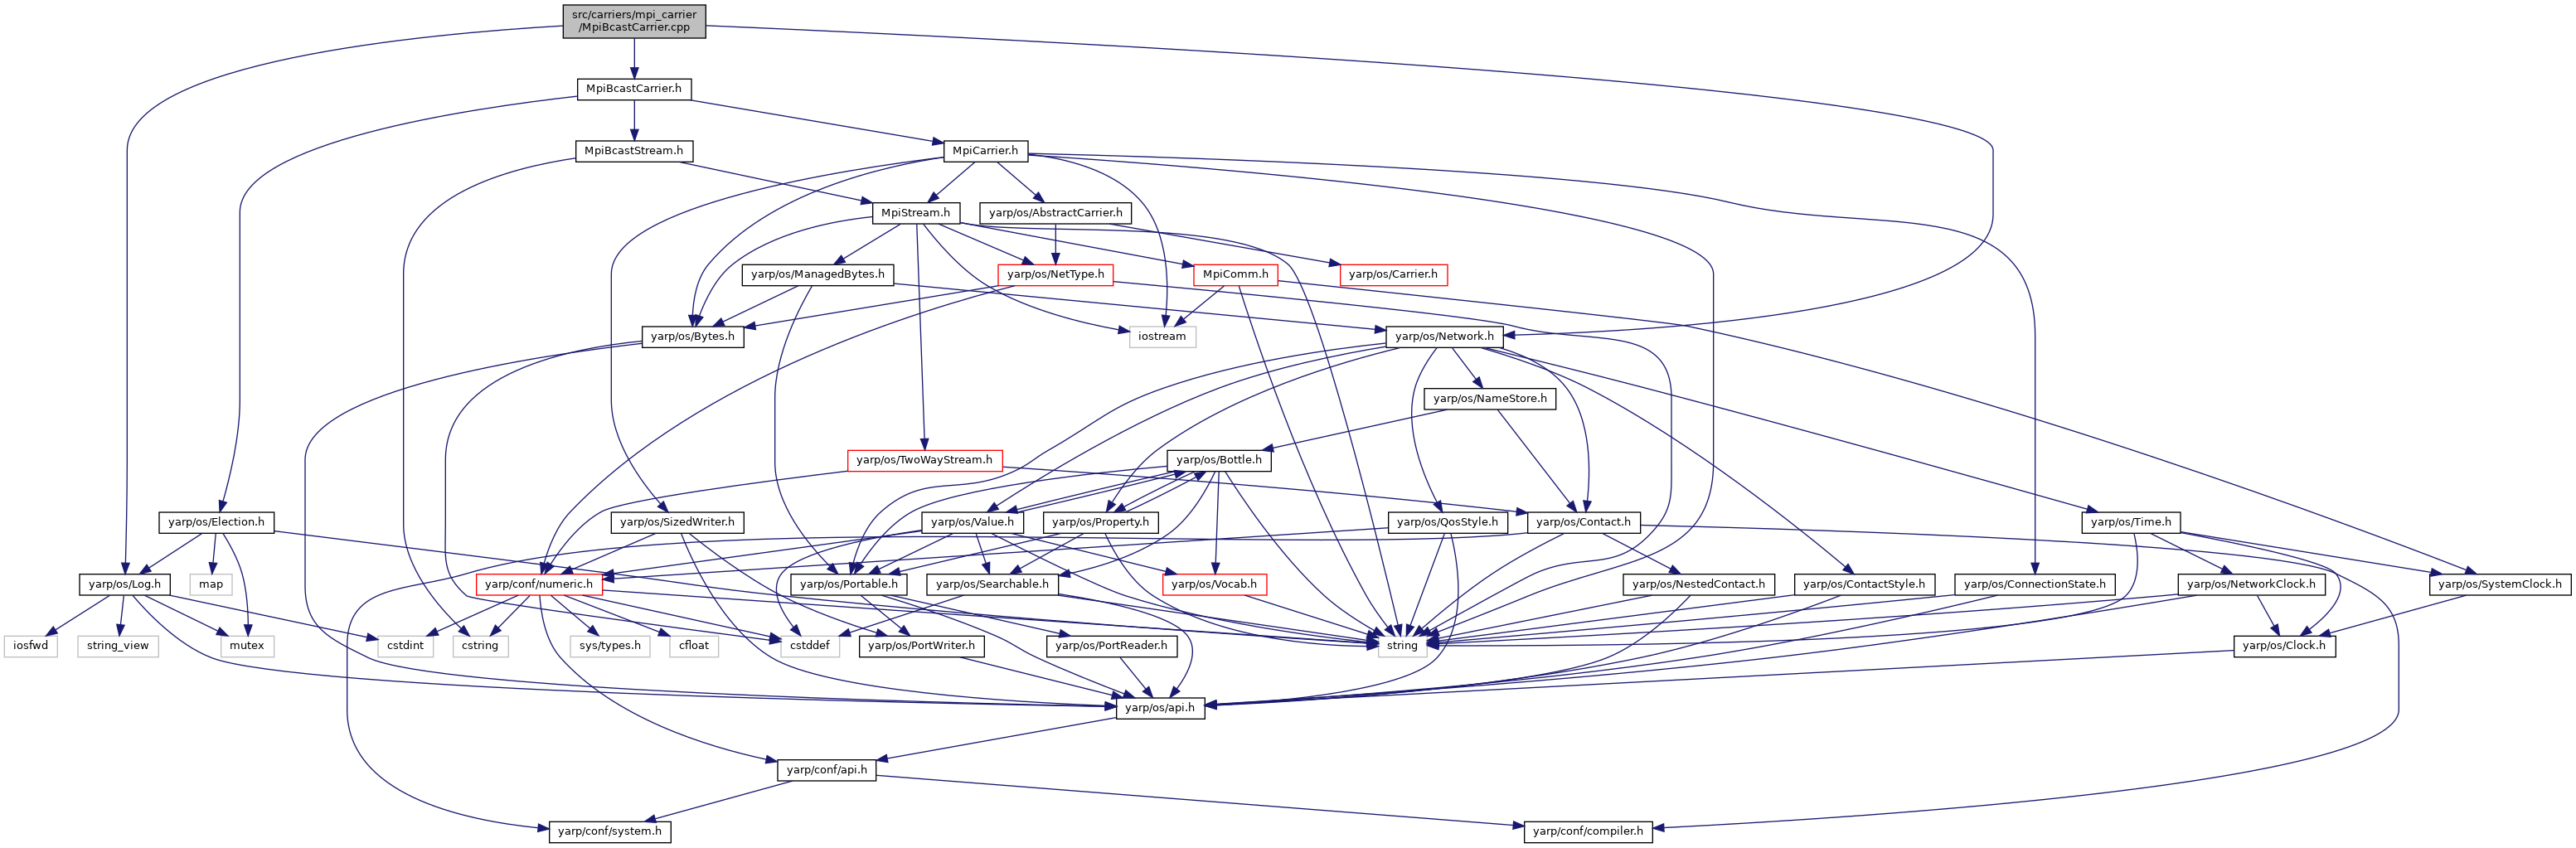 src/carriers/mpi_carrier
/MpiBcastCarrier.cpp
MpiBcastCarrier.h
MpiBcastStream.h
MpiCarrier.h
MpiStream.h
yarp/os/AbstractCarrier.h
yarp/os/ManagedBytes.h
yarp/os/NetType.h
MpiComm.h
yarp/os/Carrier.h
yarp/os/Bytes.h
iostream
yarp/os/Network.h
yarp/os/NameStore.h
yarp/os/TwoWayStream.h
yarp/os/Bottle.h
yarp/os/Election.h
yarp/os/SizedWriter.h
yarp/os/Value.h
yarp/os/Property.h
yarp/os/QosStyle.h
yarp/os/Contact.h
yarp/os/Time.h
yarp/os/Log.h
map
yarp/conf/numeric.h
yarp/os/Portable.h
yarp/os/Searchable.h
yarp/os/Vocab.h
yarp/os/NestedContact.h
yarp/os/ContactStyle.h
yarp/os/ConnectionState.h
yarp/os/NetworkClock.h
yarp/os/SystemClock.h
iosfwd
string_view
mutex
cstdint
cstring
sys/types.h
cfloat
cstddef
yarp/os/PortWriter.h
yarp/os/PortReader.h
string
yarp/os/Clock.h
yarp/os/api.h
yarp/conf/api.h
yarp/conf/system.h
yarp/conf/compiler.h